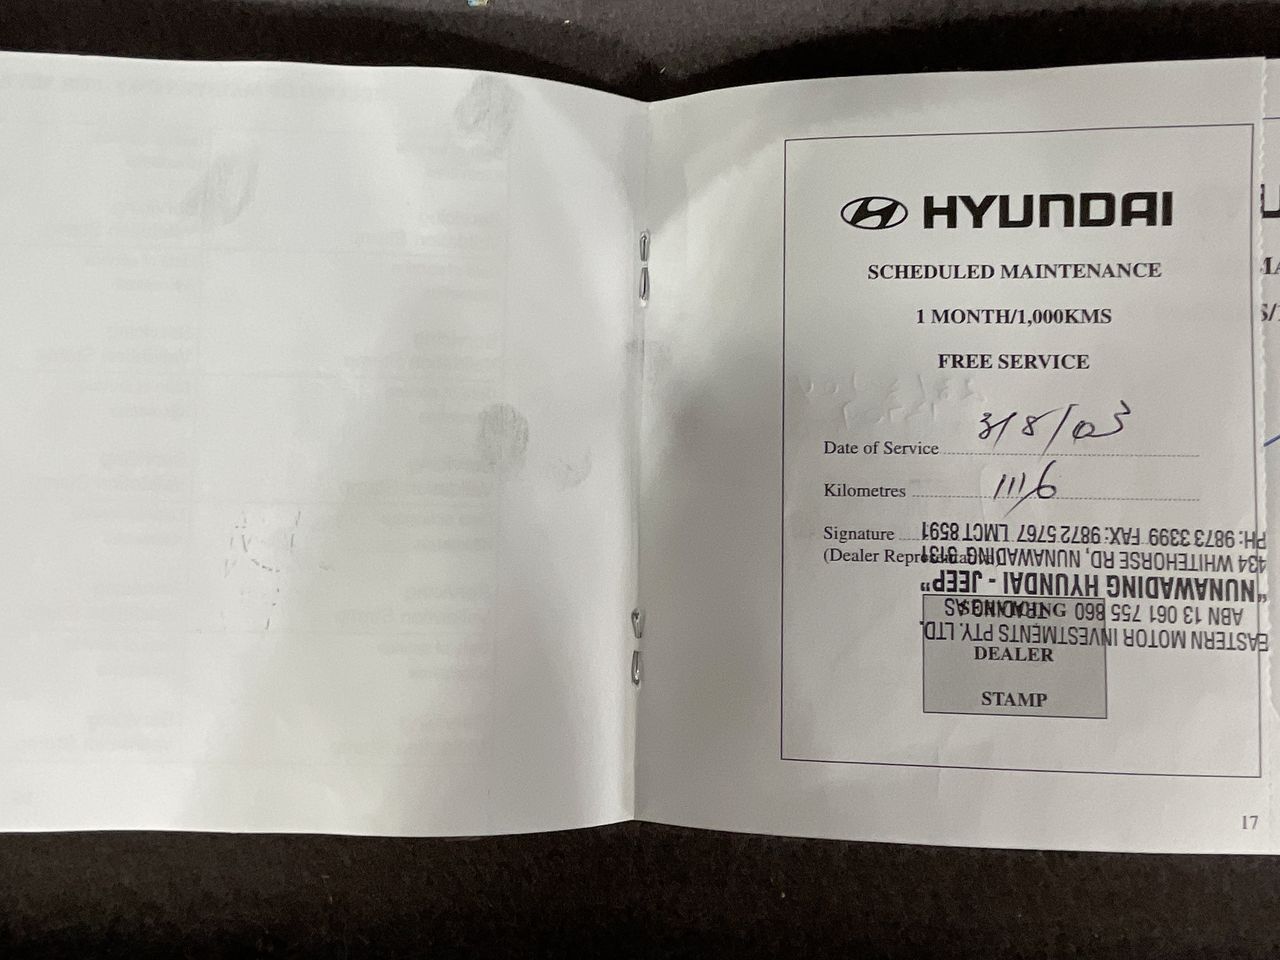 HYUNDAI
SCHEDULED MAINTENANCE
1 MONTH/1,000KMS
FREE SERVICE
Date of Service 3/8/03
Kilometres 1116
Signature
(Dealer Representative)
SERVICING
DEALER
STAMP
EASTERN MOTOR INVESTMENTS PTY. LTD.
ABN 13 061 755 860 TRADING AS
"NUNAWADING HYUNDAI - JEEP"
434 WHITEHORSE RD, NUNAWADING 3131
PH: 9873 3399 FAX: 9872 5767 LMCT 8591
17